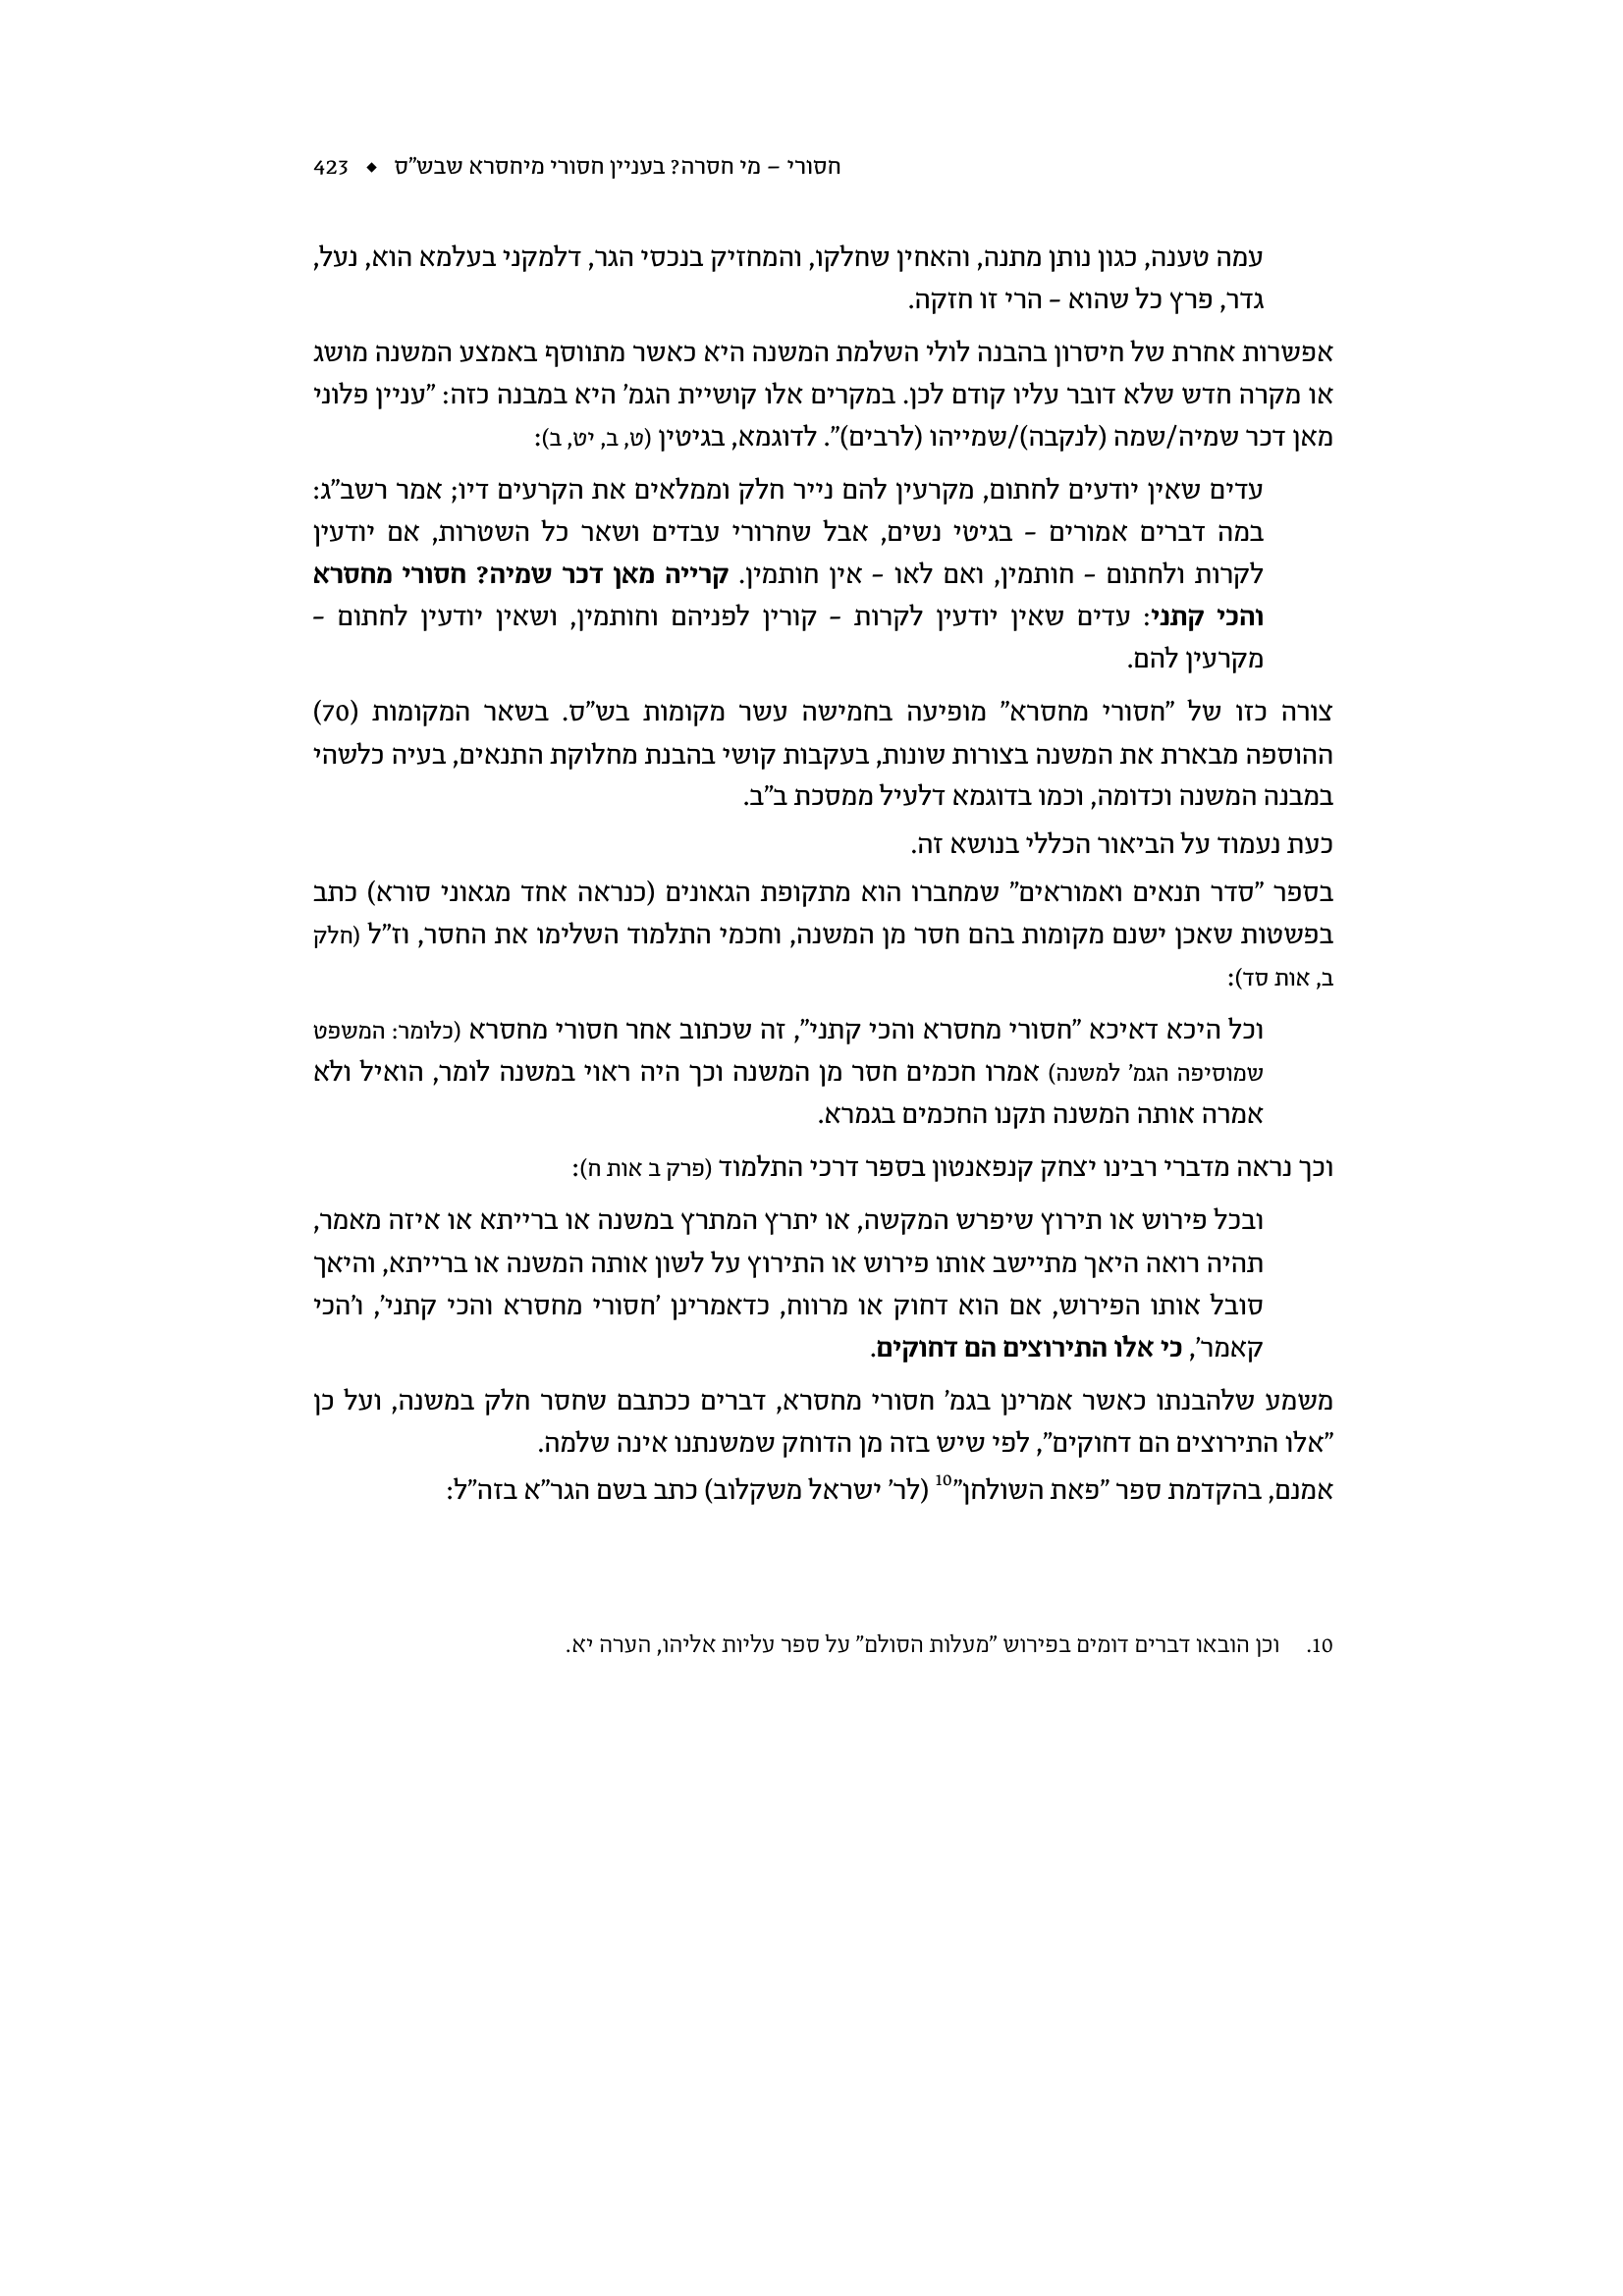 חסורי – מי חסרה? בעניין חסורי מיחסרא שבש"ס ◆ 423
עמה טענה, כגון נותן מתנה, והאחין שחלקו, והמחזיק בנכסי הגר, דלמקני בעלמא הוא, נעל,
גדר, פרץ כל שהוא – הרי זו חזקה.
אפשרות אחרת של חיסרון בהבנה לולי השלמת המשנה היא כאשר מתווסף באמצע המשנה מושג
או מקרה חדש שלא דובר עליו קודם לכן. במקרים אלו קושיית הגמ' היא במבנה כזה: "עניין פלוני
מאן דכר שמיה/שמה (לנקבה)/שמייהו (לרבים)". לדוגמא, בגיטין (ט, ב, יט, ב):
עדים שאין יודעים לחתום, מקרעין להם נייר חלק וממלאים את הקרעים דיו; אמר רשב"ג:
במה דברים אמורים – בגיטי נשים, אבל שחרורי עבדים ושאר כל השטרות, אם יודעין
לקרות ולחתום – חותמין, ואם לאו – אין חותמין. קרייה מאן דכר שמיה? חסורי מחסרא
והכי קתני: עדים שאין יודעין לקרות – קורין לפניהם וחותמין, ושאין יודעין לחתום –
מקרעין להם.
צורה כזו של "חסורי מחסרא" מופיעה בחמישה עשר מקומות בש"ס. בשאר המקומות (70)
ההוספה מבארת את המשנה בצורות שונות, בעקבות קושי בהבנת מחלוקת התנאים, בעיה כלשהי
במבנה המשנה וכדומה, וכמו בדוגמא דלעיל ממסכת ב"ב.
כעת נעמוד על הביאור הכללי בנושא זה.
בספר "סדר תנאים ואמוראים" שמחברו הוא מתקופת הגאונים (כנראה אחד מגאוני סורא) כתב
בפשטות שאכן ישנם מקומות בהם חסר מן המשנה, וחכמי התלמוד השלימו את החסר, וז"ל (חלק
ב, אות סד):
וכל היכא דאיכא "חסורי מחסרא והכי קתני", זה שכתוב אחר חסורי מחסרא (כלומר: המשפט
שמוסיפה הגמ' למשנה) אמרו חכמים חסר מן המשנה וכך היה ראוי במשנה לומר, הואיל ולא
אמרה אותה המשנה תקנו החכמים בגמרא.
וכך נראה מדברי רבינו יצחק קנפאנטון בספר דרכי התלמוד (פרק ב אות ח):
ובכל פירוש או תירוץ שיפרש המקשה, או יתרץ המתרץ במשנה או ברייתא או איזה מאמר,
תהיה רואה היאך מתיישב אותו פירוש או התירוץ על לשון אותה המשנה או ברייתא, והיאך
סובל אותו הפירוש, אם הוא דחוק או מרווח, כדאמרינן 'חסורי מחסרא והכי קתני', ו'הכי
קאמר', כי אלו התירוצים הם דחוקים.
משמע שלהבנתו כאשר אמרינן בגמ' חסורי מחסרא, דברים ככתבם שחסר חלק במשנה, ועל כן
"אלו התירוצים הם דחוקים", לפי שיש בזה מן הדוחק שמשנתנו אינה שלמה.
אמנם, בהקדמת ספר "פאת השולחן"10 (לר' ישראל משקלוב) כתב בשם הגר"א בזה"ל:
10. וכן הובאו דברים דומים בפירוש "מעלות הסולם" על ספר עליות אליהו, הערה יא.